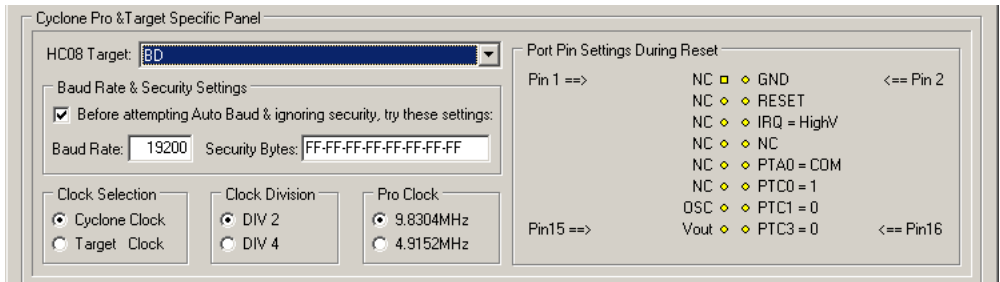 Cyclone Pro &Target Specific Panel
HC08 Target: BD
Baud Rate & Security Settings
Before attempting Auto Baud & ignoring security, try these settings:
Baud Rate: 19200 Security Bytes: FF-FF-FF-FF-FF-FF-FF-FF
Clock Selection
Cyclone Clock
Target Clock
Clock Division
DIV 2
DIV 4
Pro Clock
9.8304MHz
4.9152MHz
Port Pin Settings During Reset
Pin 1 ==> NC GND <== Pin 2
NC RESET
NC IRQ = HighV
NC NC
NC PTA0 = COM
NC PTC0 = 1
OSC PTC1 = 0
Pin15 ==> Vout PTC3 = 0 <== Pin16